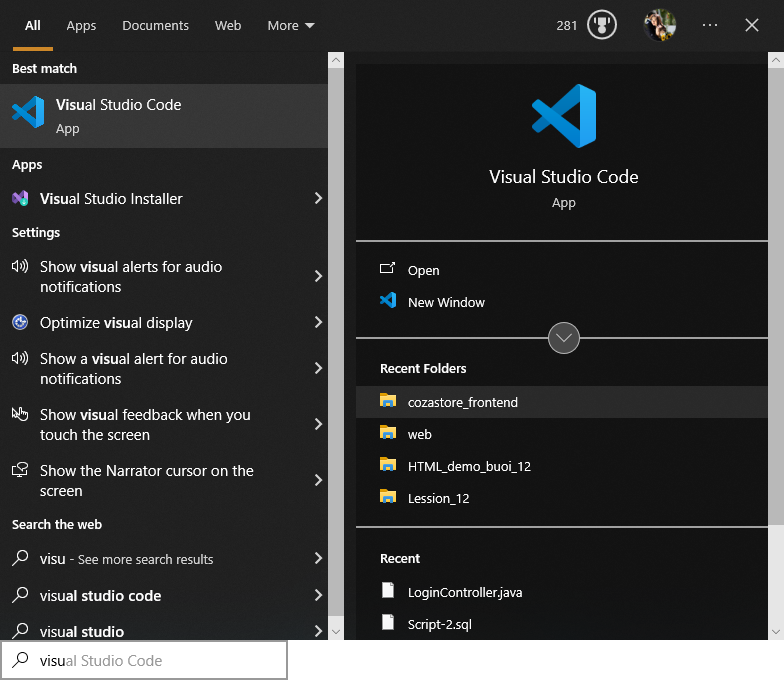 All
Apps
Documents
Web
More
281
Best match
Visual Studio Code
App
Apps
Visual Studio Installer
Settings
Show visual alerts for audio
notifications
Optimize visual display
Show a visual alert for audio
notifications
Show visual feedback when you
touch the screen
Show the Narrator cursor on the
screen
Search the web
visu - See more search results
visual studio code
visual studio
visual Studio Code
Visual Studio Code
App
Open
New Window
Recent Folders
cozastore_frontend
web
HTML_demo_buoi_12
Lession_12
Recent
LoginController.java
Script-2.sql